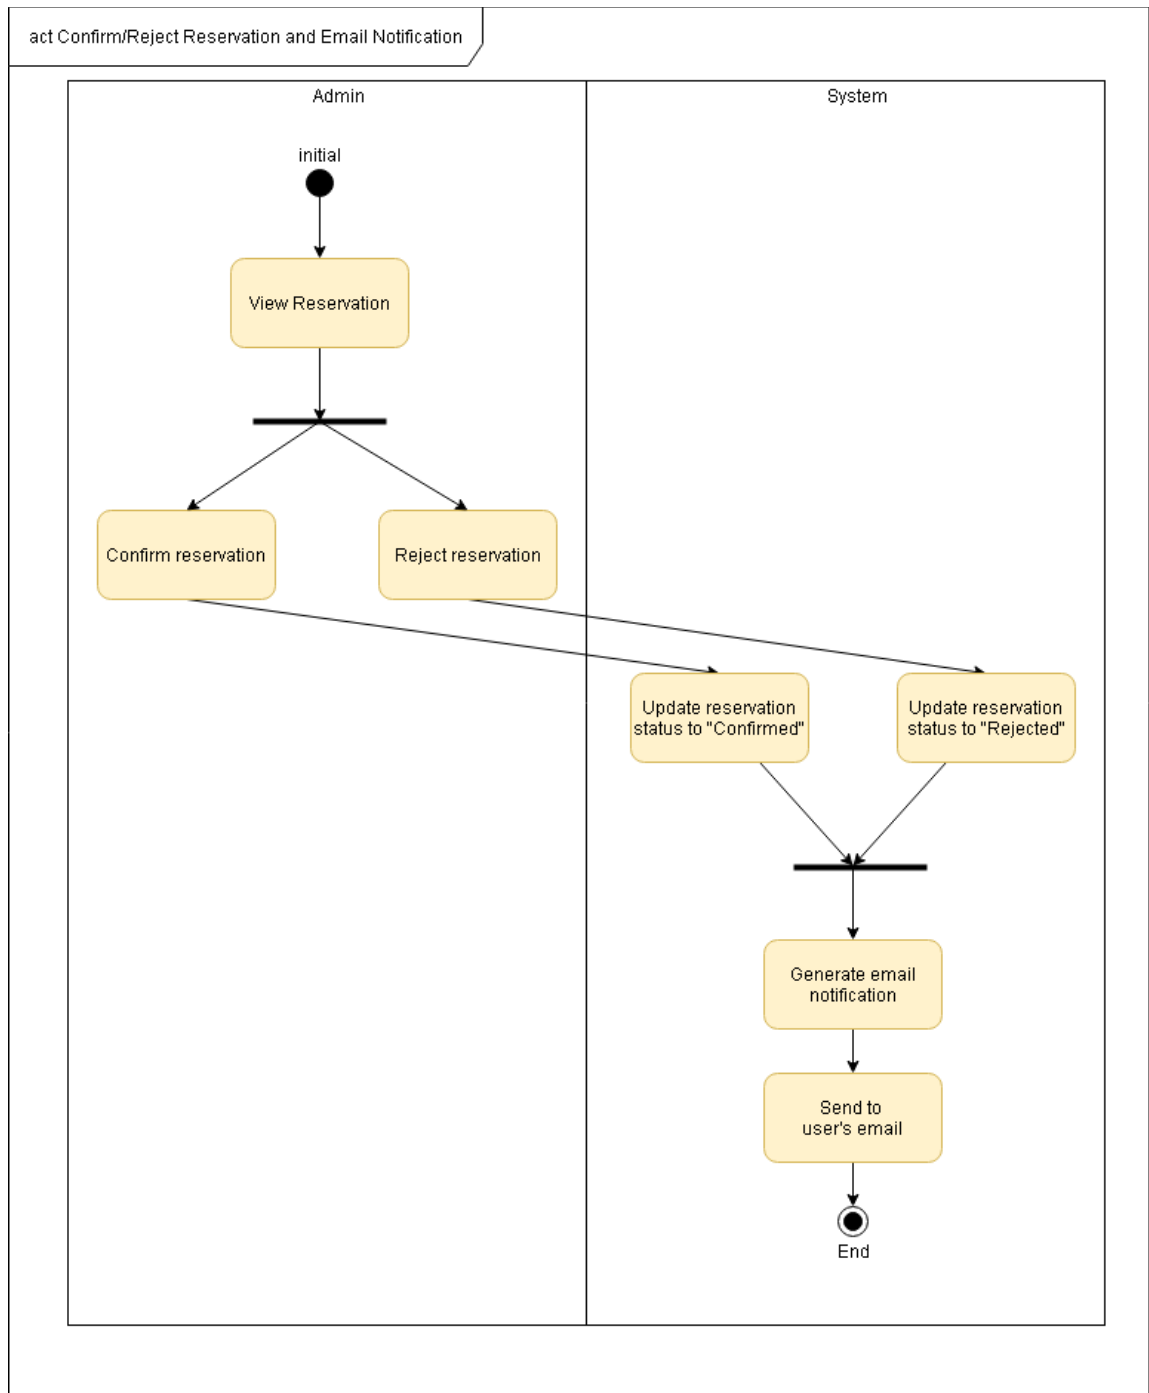 act Confirm/Reject Reservation and Email Notification
Admin
System
initial
View Reservation
Confirm reservation
Reject reservation
Update reservation
status to "Confirmed"
Update reservation
status to "Rejected"
Generate email
notification
Send to
user's email
End